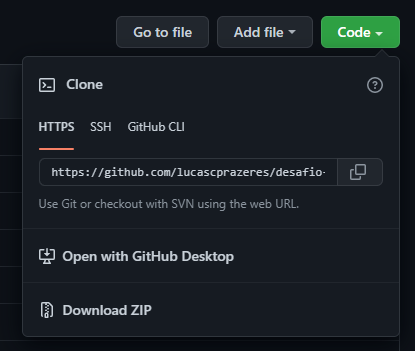 Go to file
Add file
Code
Clone
HTTPS
SSH
GitHub CLI
https://github.com/lucascprazeres/desafio-
Use Git or checkout with SVN using the web URL.
Open with GitHub Desktop
Download ZIP